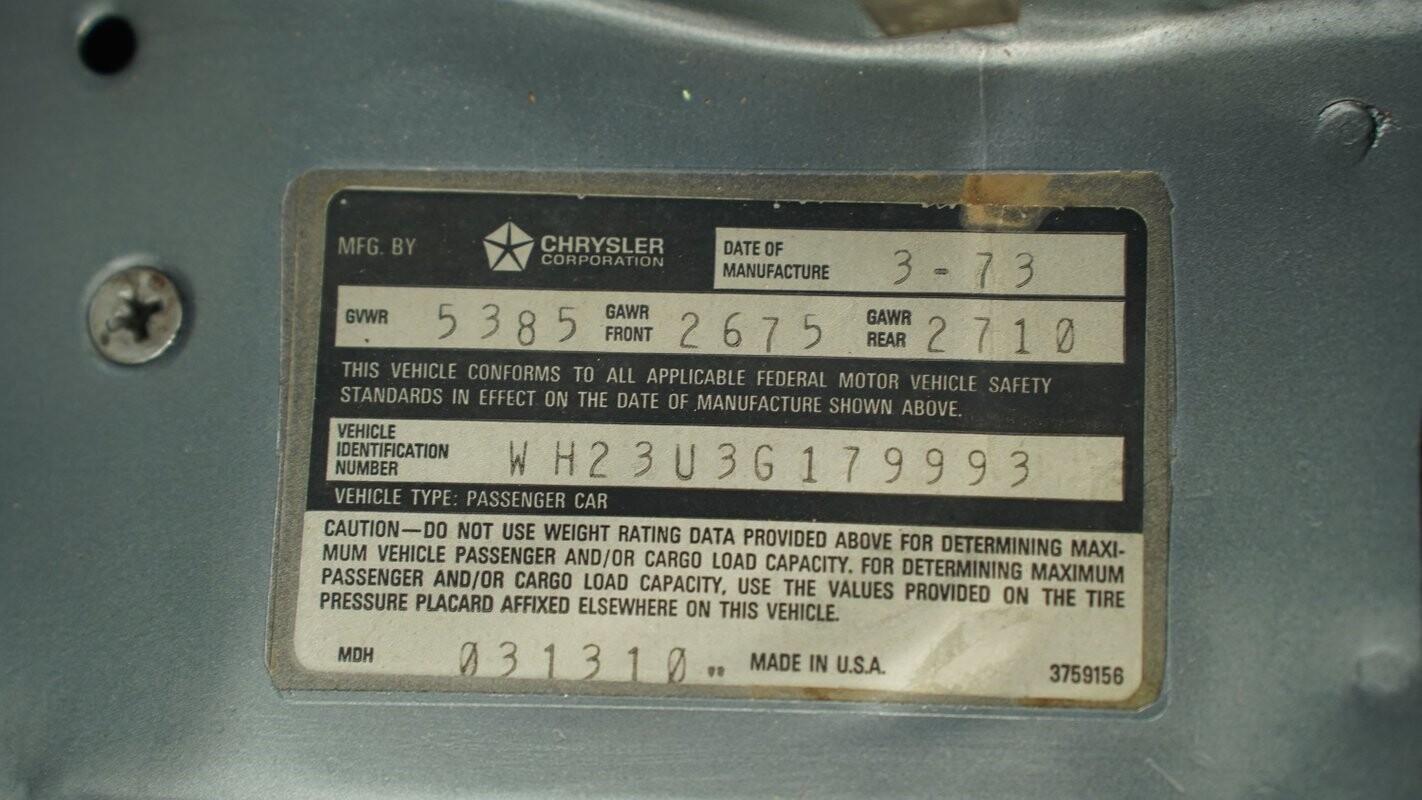 MFG. BY CHRYSLER CORPORATION DATE OF MANUFACTURE 3-73
GVWR 5385 GAWR FRONT 2675 GAWR REAR 2710
THIS VEHICLE CONFORMS TO ALL APPLICABLE FEDERAL MOTOR VEHICLE SAFETY
STANDARDS IN EFFECT ON THE DATE OF MANUFACTURE SHOWN ABOVE.
VEHICLE IDENTIFICATION NUMBER WH23U3G179993
VEHICLE TYPE: PASSENGER CAR
CAUTION—DO NOT USE WEIGHT RATING DATA PROVIDED ABOVE FOR DETERMINING MAXI-
MUM VEHICLE PASSENGER AND/OR CARGO LOAD CAPACITY. FOR DETERMINING MAXIMUM
PASSENGER AND/OR CARGO LOAD CAPACITY, USE THE VALUES PROVIDED ON THE TIRE
PRESSURE PLACARD AFFIXED ELSEWHERE ON THIS VEHICLE.
MDH 031310 MADE IN U.S.A. 3759156